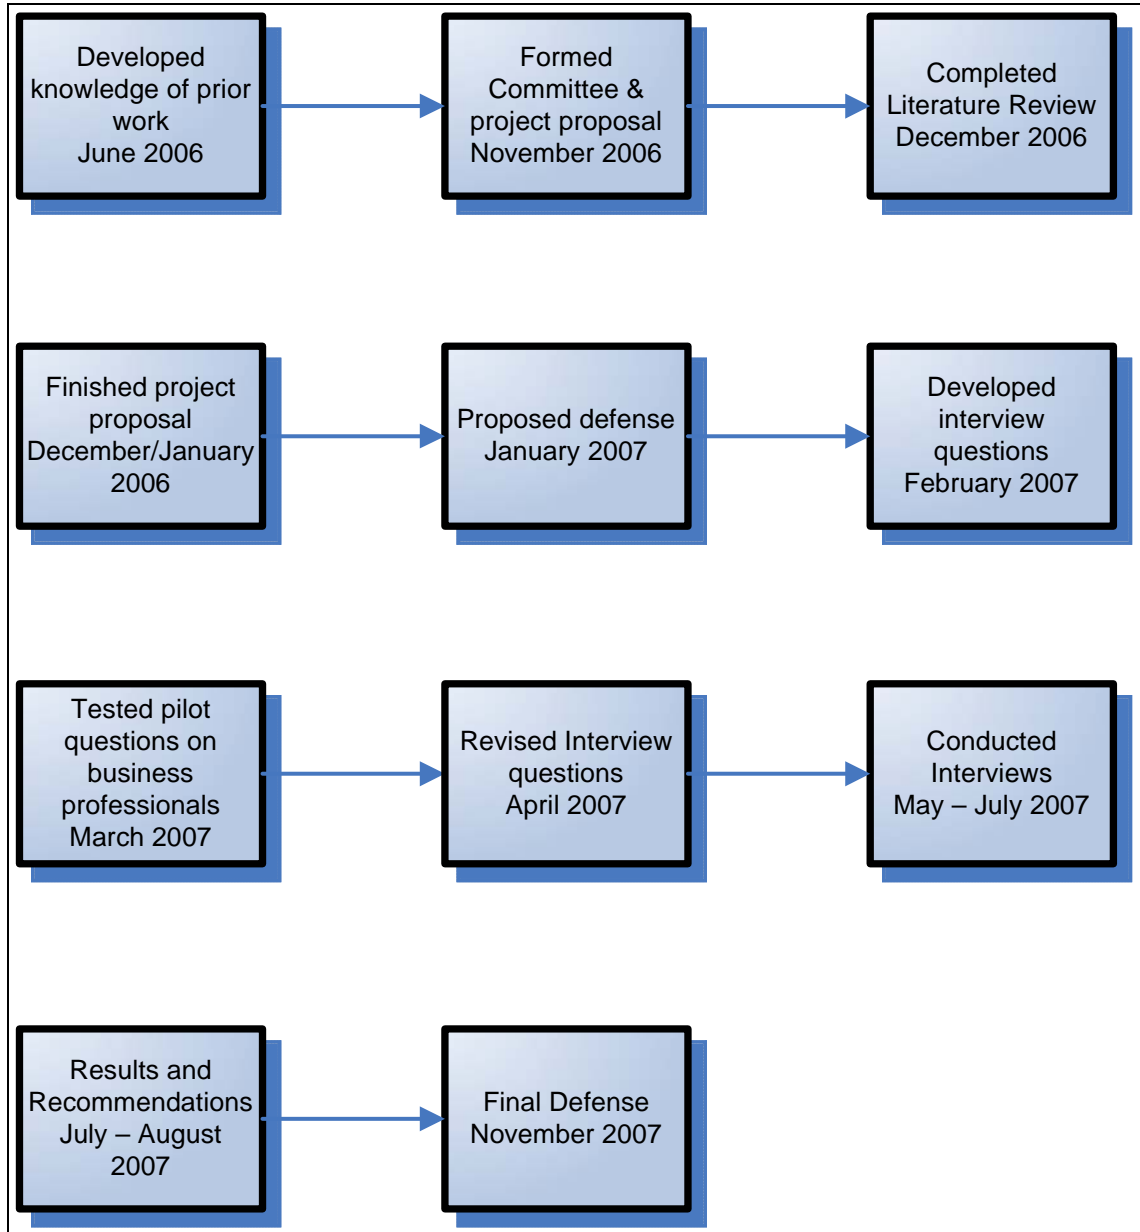 Developed
knowledge of prior
work
June 2006
Formed
Committee &
project proposal
November 2006
Completed
Literature Review
December 2006
Finished project
proposal
December/January
2006
Proposed defense
January 2007
Developed
interview
questions
February 2007
Tested pilot
questions on
business
professionals
March 2007
Revised Interview
questions
April 2007
Conducted
Interviews
May – July 2007
Results and
Recommendations
July – August
2007
Final Defense
November 2007